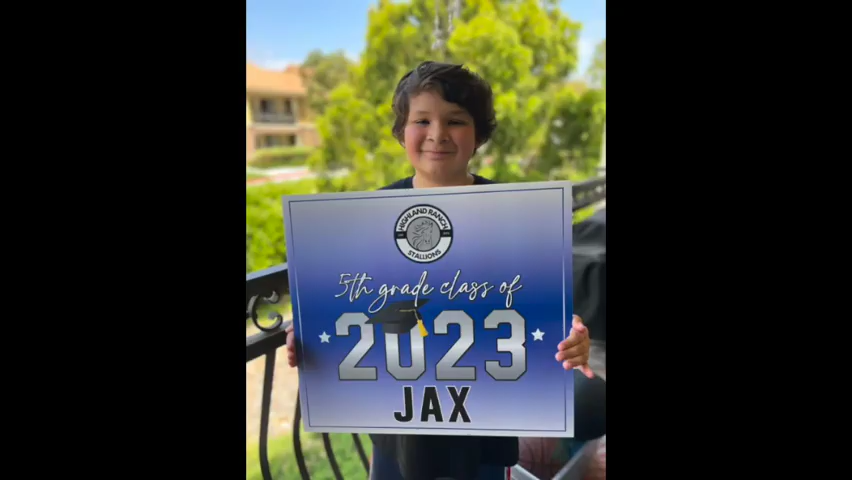 HIGHLAND RANCH
STALLIONS
5th grade class of
2023
JAX